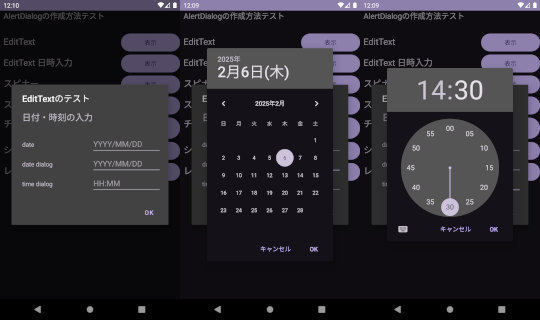 12:10
AlertDialogの作成方法テスト
EditText
表示
EditText 日時入力
表示
スピナー
表示
EditTextのテスト
日付・時刻の入力
date
YYYY/MM/DD
date dialog
YYYY/MM/DD
time dialog
HH:MM
OK
12:09
AlertDialogの作成方法テスト
EditText
表示
2025年
2月6日(木)
2025年2月
日 月 火 水 木 金 土
1
2 3 4 5 6 7 8
9 10 11 12 13 14 15
16 17 18 19 20 21 22
23 24 25 26 27 28
キャンセル OK
12:09
AlertDialogの作成方法テスト
EditText
表示
EditText 日時入力
表示
14:30
00
55 05
50 10
45 15
40 20
35 25
30
キャンセル OK